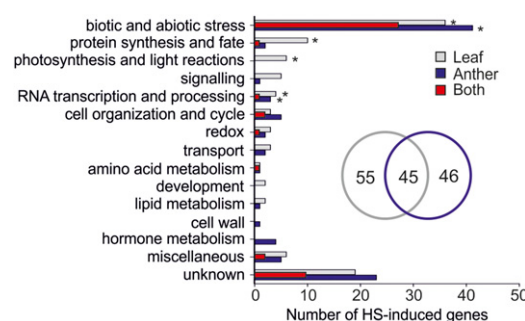 biotic and abiotic stress
protein synthesis and fate
photosynthesis and light reactions
signalling
RNA transcription and processing
cell organization and cycle
redox
transport
amino acid metabolism
development
lipid metabolism
cell wall
hormone metabolism
miscellaneous
unknown
* *
*
*
* *
Leaf
Anther
Both
55 45 46
0 10 20 30 40 50
Number of HS-induced genes